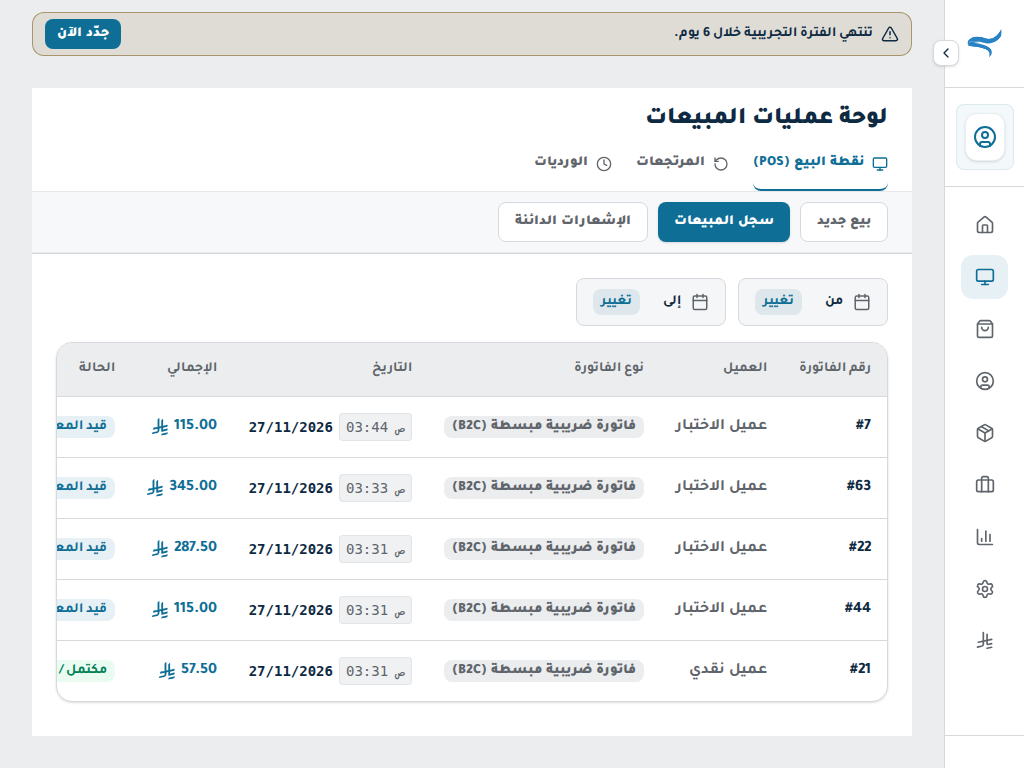 تنتهي الفترة التجريبية خلال 6 يوم.
جدّد الآن
لوحة عمليات المبيعات
نقطة البيع (POS)
المرتجعات
الورديات
بيع جديد
سجل المبيعات
الإشعارات الدائنة
من تغيير
إلى تغيير
رقم الفاتورة العميل نوع الفاتورة التاريخ الإجمالي الحالة
#7 عميل الاختبار فاتورة ضريبية مبسطة (B2C) 27/11/2026 03:44 ص 115.00 قيد
#63 عميل الاختبار فاتورة ضريبية مبسطة (B2C) 27/11/2026 03:33 ص 345.00 قيد
#22 عميل الاختبار فاتورة ضريبية مبسطة (B2C) 27/11/2026 03:31 ص 287.50 قيد
#44 عميل الاختبار فاتورة ضريبية مبسطة (B2C) 27/11/2026 03:31 ص 115.00 قيد
#21 عميل نقدي فاتورة ضريبية مبسطة (B2C) 27/11/2026 03:31 ص 57.50 مكتمل /